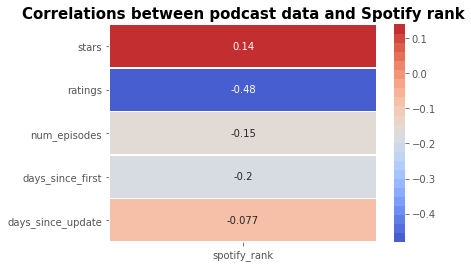 Correlations between podcast data and Spotify rank
stars
0.14
ratings
-0.48
num_episodes
-0.15
days_since_first
-0.2
days_since_update
-0.077
spotify_rank
0.1
0.0
−0.1
−0.2
−0.3
−0.4